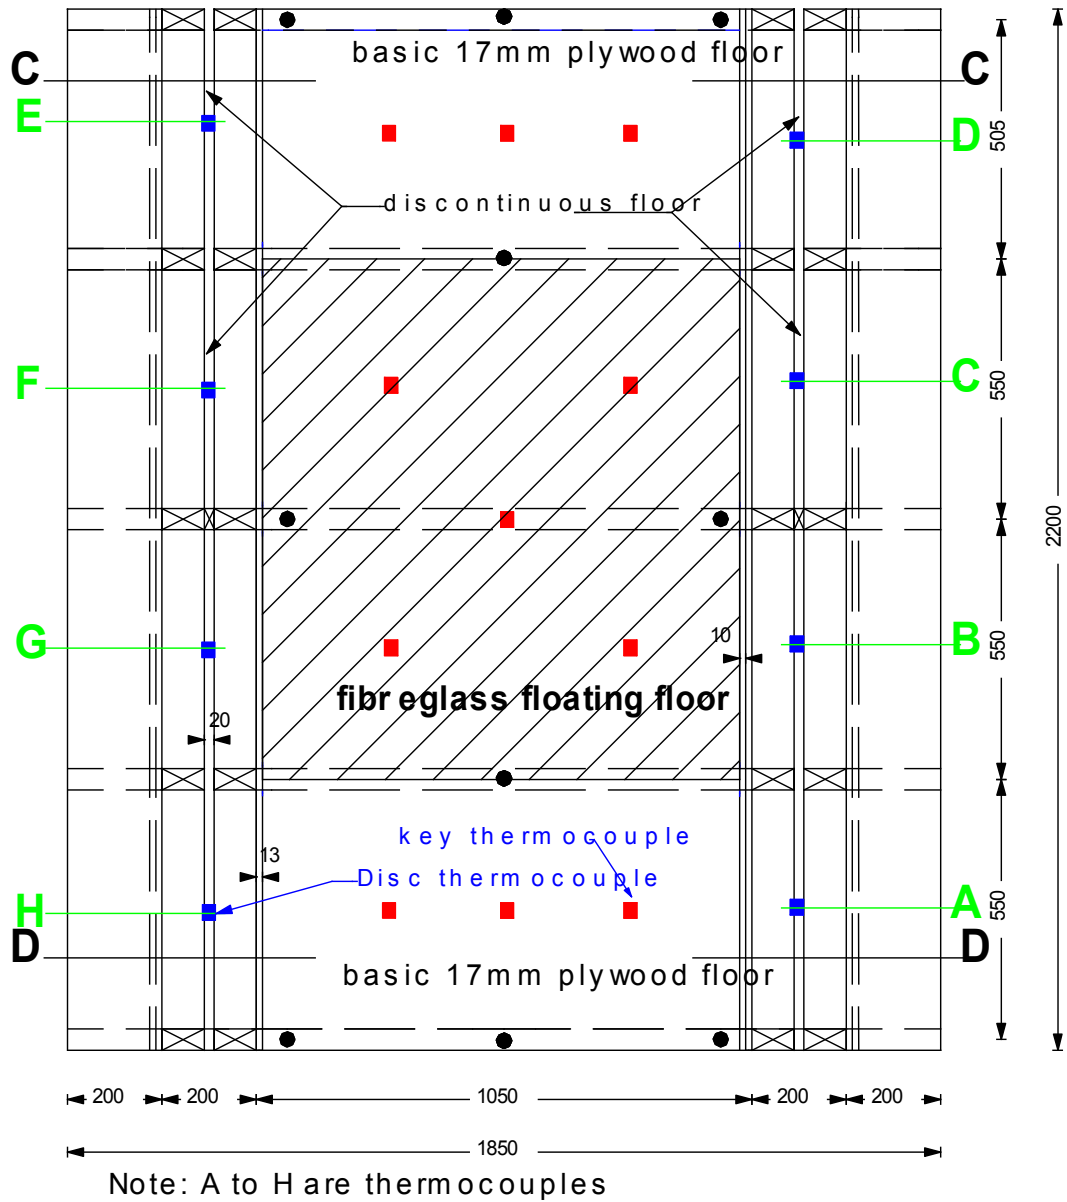 basic 17mm plywood floor
C
C
E
D
505
discontinuous floor
F
C
550
2200
G
10
B
550
fibreglass floating floor
20
key thermocouple
13
Disc thermocouple
H
A
550
D
D
basic 17mm plywood floor
200
200
1050
200
200
1850
Note: A to H are thermocouples